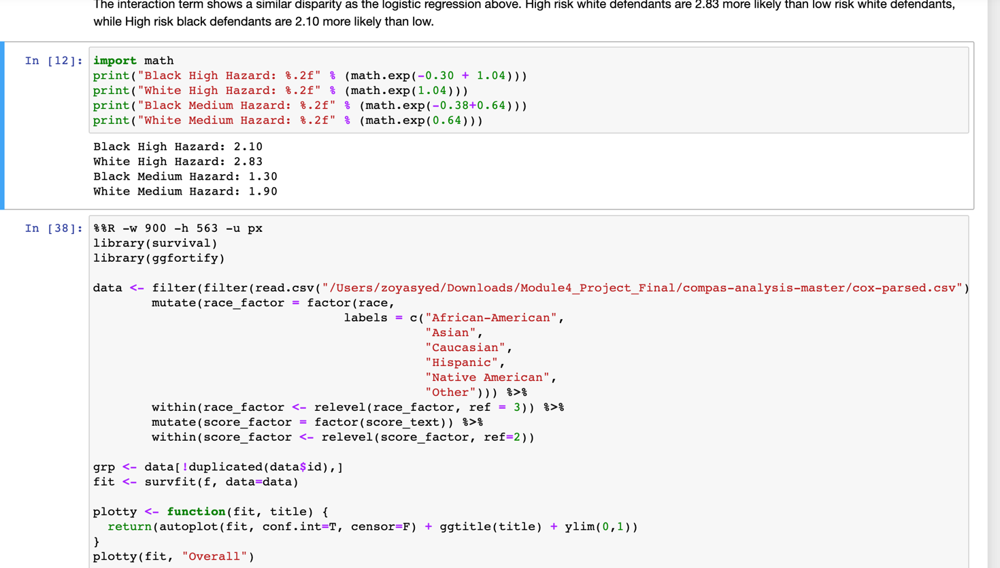 The interaction term shows a similar disparity as the logistic regression above. High risk white defendants are 2.83 more likely than low risk white defendants,
while High risk black defendants are 2.10 more likely than low.
In [12]:
import math
print("Black High Hazard: %.2f" % (math.exp(-0.30 + 1.04)))
print("White High Hazard: %.2f" % (math.exp(1.04)))
print("Black Medium Hazard: %.2f" % (math.exp(-0.38+0.64)))
print("White Medium Hazard: %.2f" % (math.exp(0.64)))
Black High Hazard: 2.10
White High Hazard: 2.83
Black Medium Hazard: 1.30
White Medium Hazard: 1.90
In [38]:
%%R -w 900 -h 563 -u px
library(survival)
library(ggfortify)
data <- filter(filter(read.csv("/Users/zoyasyed/Downloads/Module4_Project_Final/compas-analysis-master/cox-parsed.csv")
mutate(race_factor = factor(race,
labels = c("African-American",
"Asian",
"Caucasian",
"Hispanic",
"Native American",
"Other"))) %>%
within(race_factor <- relevel(race_factor, ref = 3)) %>%
mutate(score_factor = factor(score_text)) %>%
within(score_factor <- relevel(score_factor, ref=2))
grp <- data[!duplicated(data$id),]
fit <- survfit(f, data=data)
plotty <- function(fit, title) {
return(autoplot(fit, conf.int=T, censor=F) + ggtitle(title) + ylim(0,1))
}
plotty(fit, "Overall")